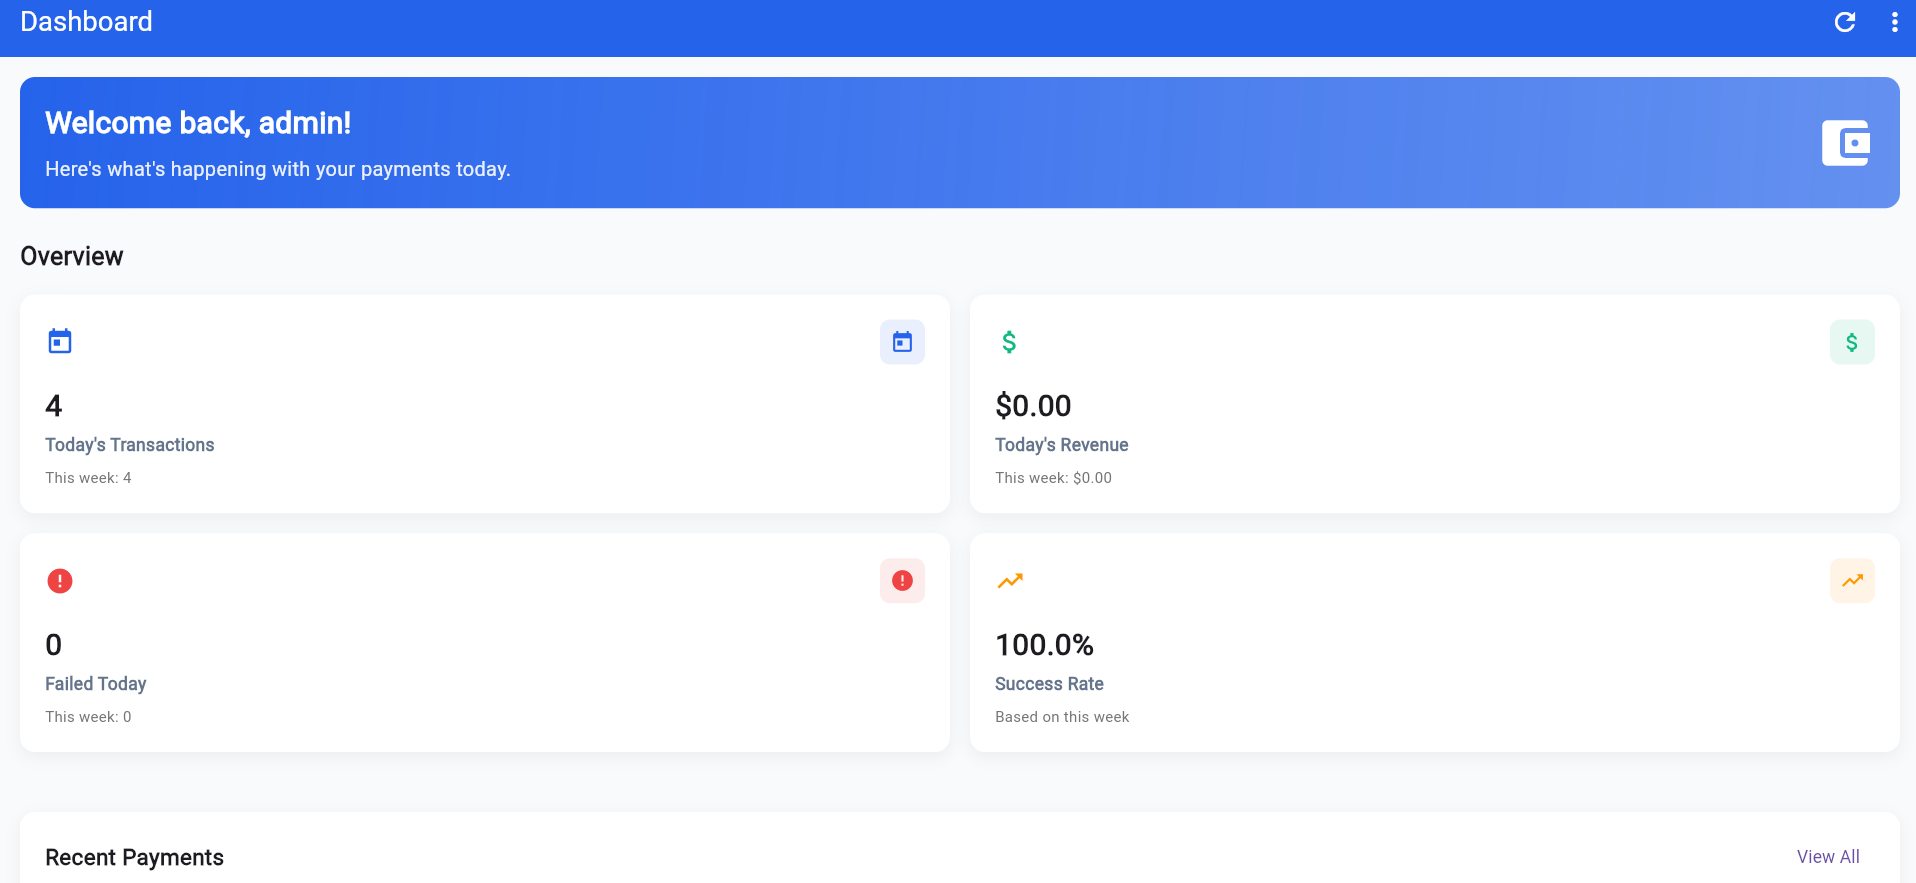 Dashboard
Welcome back, admin!
Here's what's happening with your payments today.
Overview
4
Today's Transactions
This week: 4
$
$
$0.00
Today's Revenue
This week: $0.00
0
Failed Today
This week: 0
100.0%
Success Rate
Based on this week
Recent Payments
View All